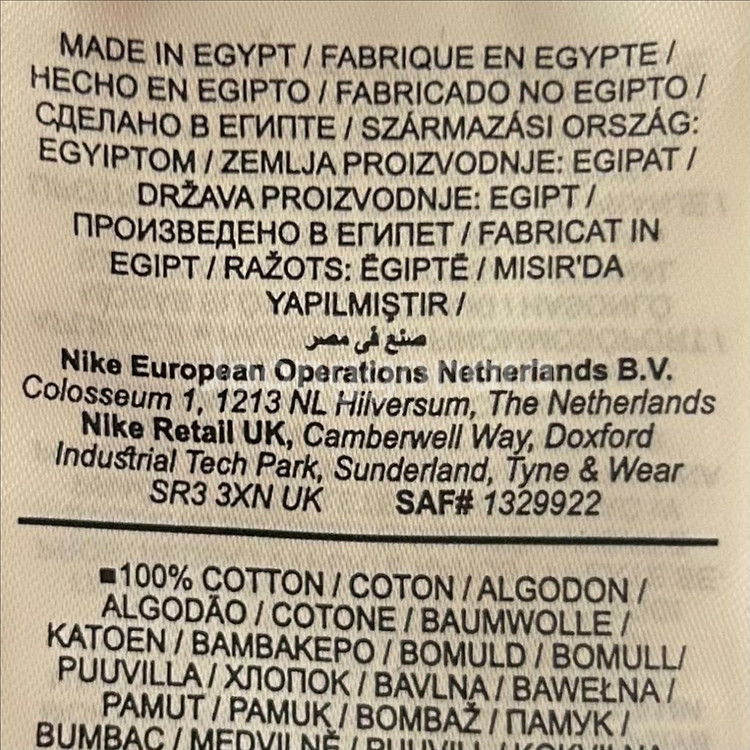 MADE IN EGYPT / FABRIQUE EN EGYPTE /
HECHO EN EGIPTO / FABRICADO NO EGIPTO /
СДЕЛАНО В ЕГИПТЕ / SZÁRMAZÁSI ORSZÁG:
EGYIPTOM / ZEMLJA PROIZVODNJE: EGIPAT /
DRŽAVA PROIZVODNJE: EGIPT /
ПРОИЗВЕДЕНО В ЕГИПЕТ / FABRICAT IN
EGIPT / RAŽOTS: ĒGIPTĒ / MISIR'DA
YAPILMIŞTIR /
صنع في مصر
Nike European Operations Netherlands B.V.
Colosseum 1, 1213 NL Hilversum, The Netherlands
Nike Retail UK, Camberwell Way, Doxford
Industrial Tech Park, Sunderland, Tyne & Wear
SR3 3XN UK SAF# 1329922
■100% COTTON / COTON / ALGODON /
ALGODÃO / COTONE / BAUMWOLLE /
KATOEN / ΒΑΜΒΑΚΕΡΟ / BOMULD / BOMULL/
PUUVILLA / ХЛОПОК / BAVLNA / BAWEŁNA /
PAMUT / PAMUK / BOMBAŽ / ПАМУК /
BUMBAC / MEDVILNĖ /